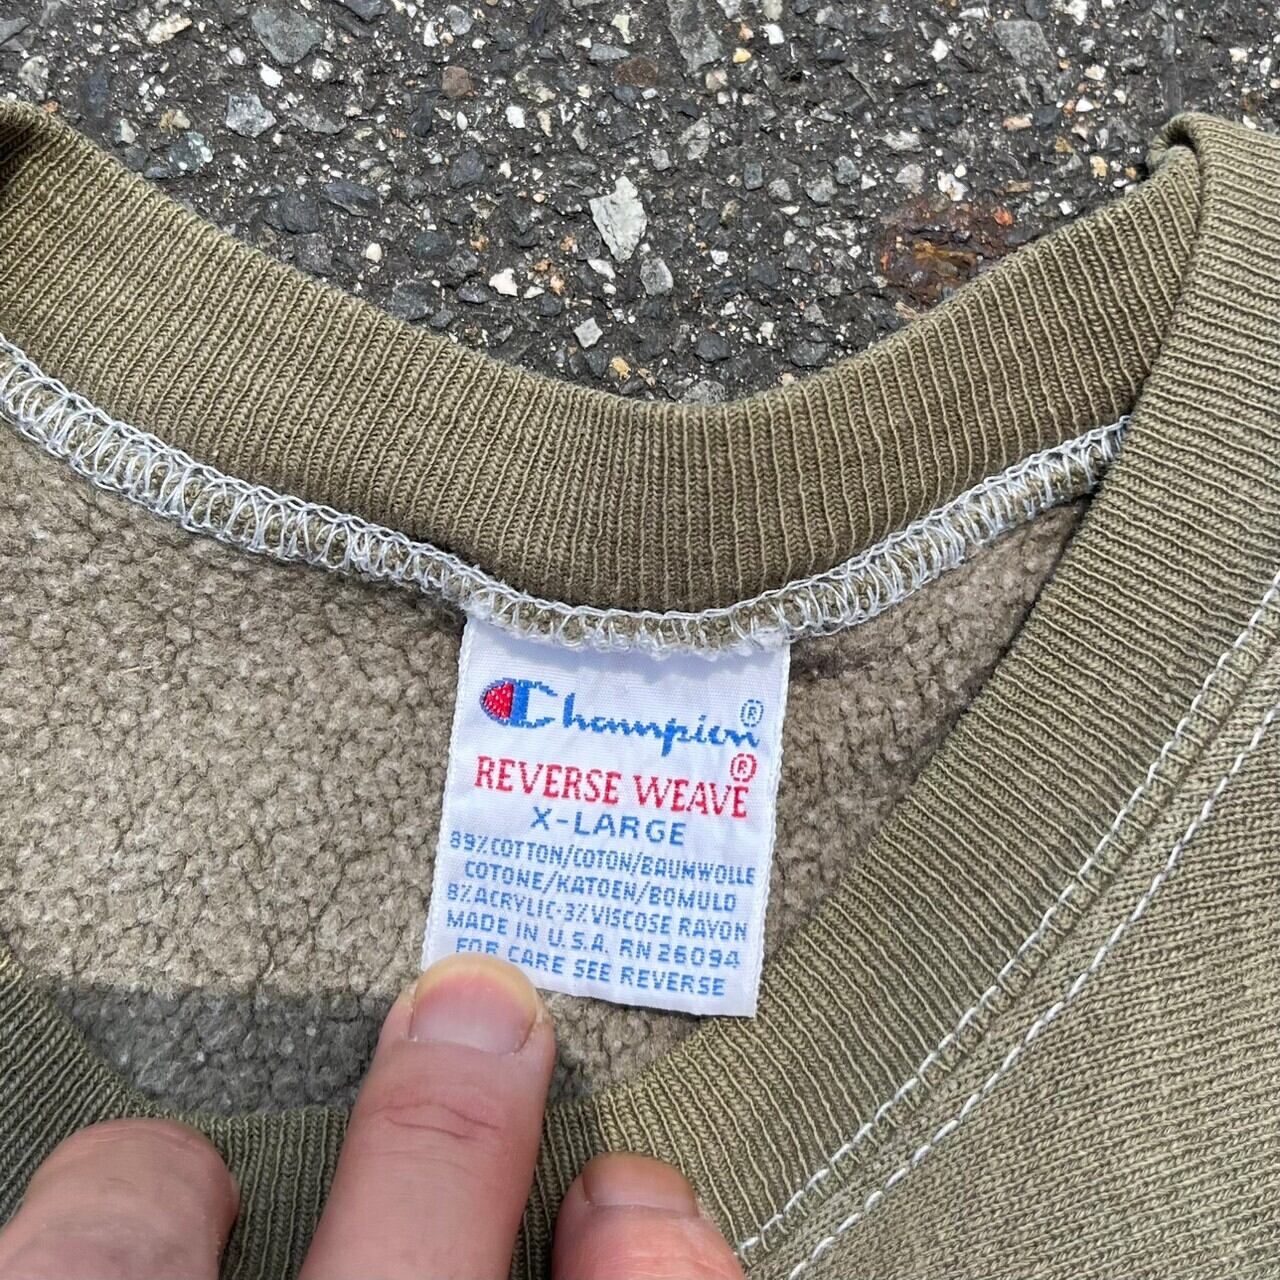 Champion®
REVERSE WEAVE®
X-LARGE
89% COTTON/COTON/BAUMWOLLE
COTONE/KATOEN/BOMULD
8% ACRYLIC-3% VISCOSE RAYON
MADE IN U.S.A. RN 26094
FOR CARE SEE REVERSE